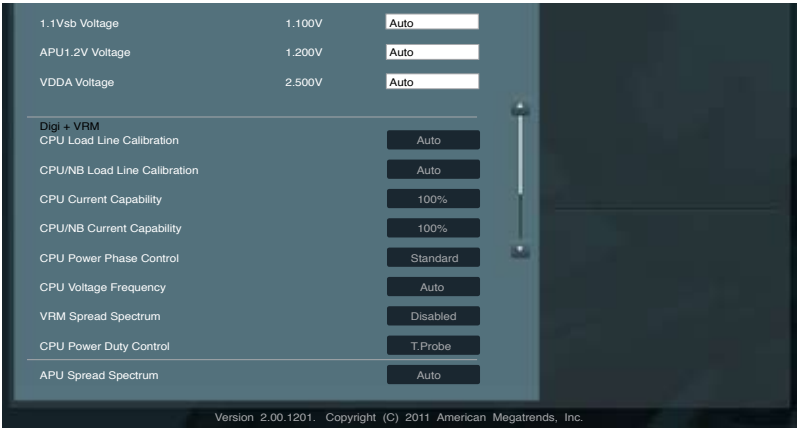 1.1Vsb Voltage 1.100V Auto
APU1.2V Voltage 1.200V Auto
VDDA Voltage 2.500V Auto
Digi + VRM
CPU Load Line Calibration Auto
CPU/NB Load Line Calibration Auto
CPU Current Capability 100%
CPU/NB Current Capability 100%
CPU Power Phase Control Standard
CPU Voltage Frequency Auto
VRM Spread Spectrum Disabled
CPU Power Duty Control T.Probe
APU Spread Spectrum Auto
Version 2.00.1201. Copyright (C) 2011 American Megatrends, Inc.